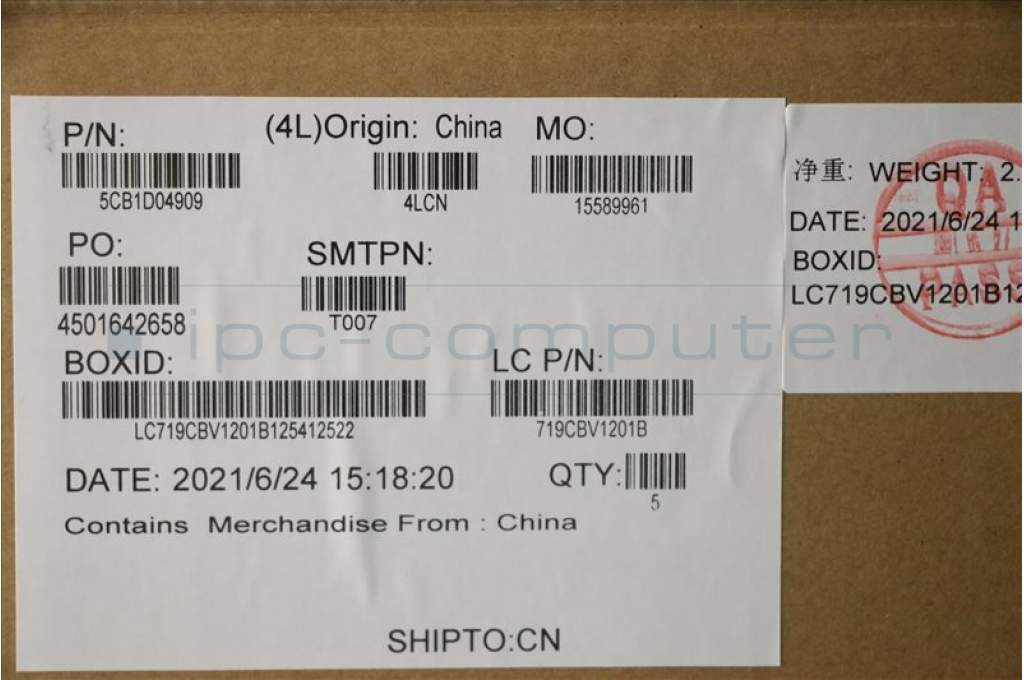 P/N: (4L)Origin: China MO:
5CB1D04909 4LCN 15589961
PO: SMTPN:
4501642658 T007
BOXID: LC P/N:
LC719CBV1201B125412522 719CBV1201B
DATE: 2021/6/24 15:18:20 QTY:
5
Contains Merchandise From : China
SHIPTO:CN
净重: WEIGHT: 2.
DATE: 2021/6/24 1
BOXID:
LC719CBV1201B12
QA
PASS
ipc-computer